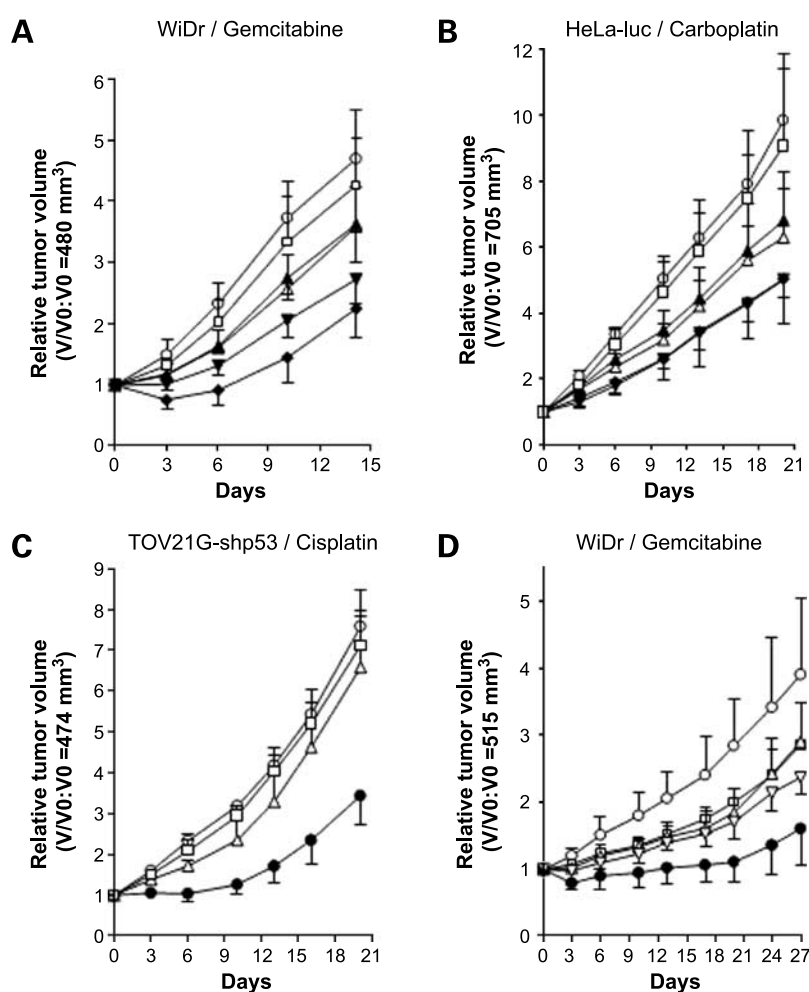 A
WiDr / Gemcitabine
Relative tumor volume
(V/V0:V0 =480 mm³)
6
5
4
3
2
1
0
0 3 6 9 12 15
Days
B
HeLa-luc / Carboplatin
Relative tumor volume
(V/V0:V0 =705 mm³)
12
10
8
6
4
2
0
0 3 6 9 12 15 18 21
Days
C
TOV21G-shp53 / Cisplatin
Relative tumor volume
(V/V0:V0 =474 mm³)
9
8
7
6
5
4
3
2
1
0
0 3 6 9 12 15 18 21
Days
D
WiDr / Gemcitabine
Relative tumor volume
(V/V0:V0 =515 mm³)
5
4
3
2
1
0
0 3 6 9 12 15 18 21 24 27
Days